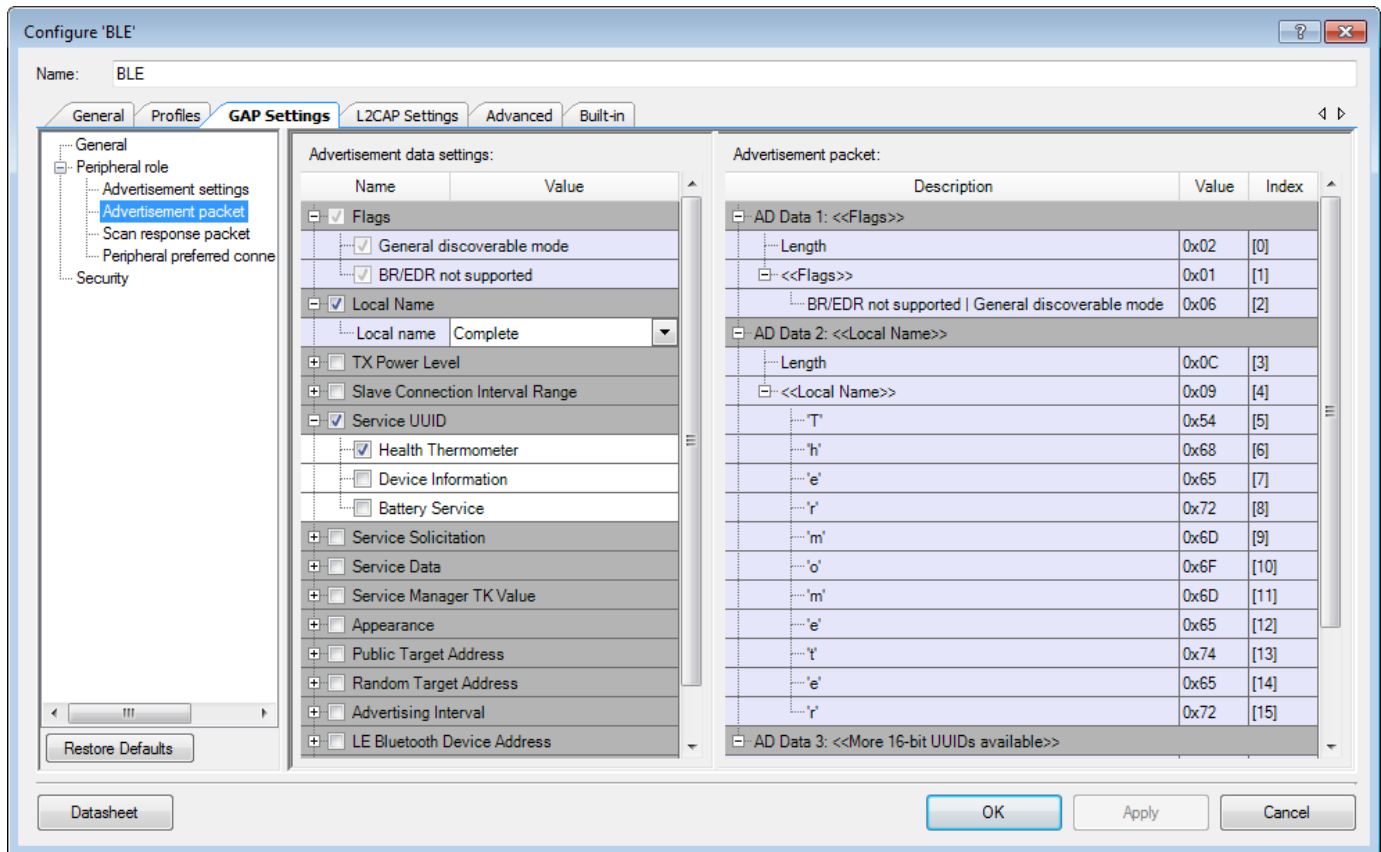 Configure 'BLE'
Name: BLE
General Profiles GAP Settings L2CAP Settings Advanced Built-in
General
Peripheral role
Advertisement settings
Advertisement packet
Scan response packet
Peripheral preferred conne
Security
Restore Defaults
Advertisement data settings:
Name Value
Flags
General discoverable mode
BR/EDR not supported
Local Name
Local name Complete
TX Power Level
Slave Connection Interval Range
Service UUID
Health Thermometer
Device Information
Battery Service
Service Solicitation
Service Data
Service Manager TK Value
Appearance
Public Target Address
Random Target Address
Advertising Interval
LE Bluetooth Device Address
Advertisement packet:
Description Value Index
AD Data 1: <<Flags>>
Length 0x02 [0]
<<Flags>> 0x01 [1]
BR/EDR not supported | General discoverable mode 0x06 [2]
AD Data 2: <<Local Name>>
Length 0x0C [3]
<<Local Name>> 0x09 [4]
'T' 0x54 [5]
'h' 0x68 [6]
'e' 0x65 [7]
'r' 0x72 [8]
'm' 0x6D [9]
'o' 0x6F [10]
'm' 0x6D [11]
'e' 0x65 [12]
't' 0x74 [13]
'e' 0x65 [14]
'r' 0x72 [15]
AD Data 3: <<More 16-bit UUIDs available>>
Datasheet OK Apply Cancel